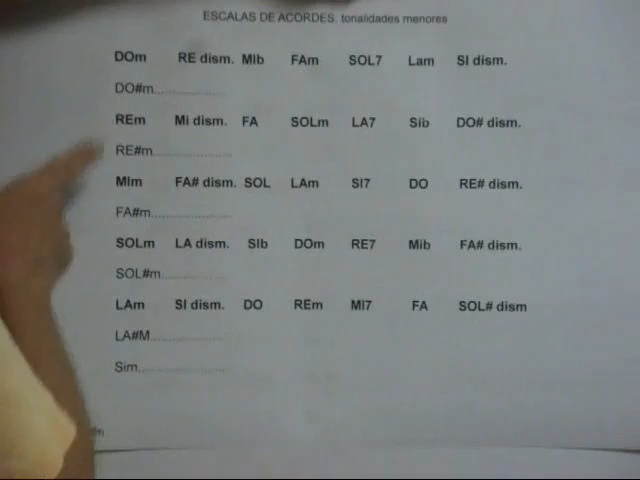 ESCALAS DE ACORDES: tonalidades menores
DOm RE dism. MIb FAm SOL7 Lam SI dism.
DO#m....................
REm Mi dism. FA SOLm LA7 Sib DO# dism.
RE#m......................
MIm FA# dism. SOL LAm SI7 DO RE# dism.
FA#m......................
SOLm LA dism. SIb DOm RE7 Mib FA# dism.
SOL#m..................
LAm SI dism. DO REm MI7 FA SOL# dism
LA#M.....................
Sim........................